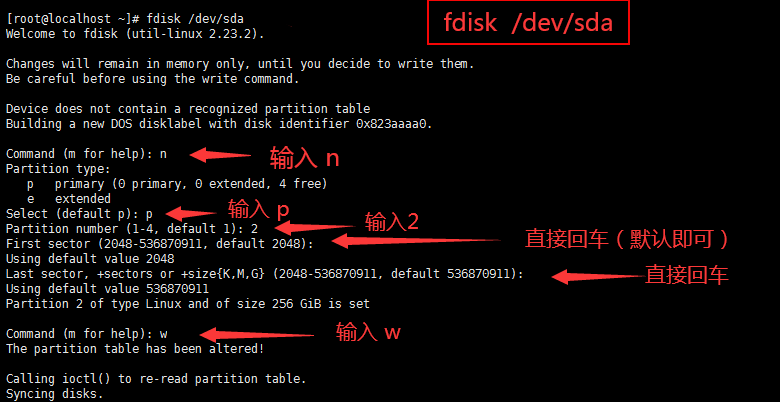 [root@localhost ~]# fdisk /dev/sda
fdisk /dev/sda
Welcome to fdisk (util-linux 2.23.2).
Changes will remain in memory only, until you decide to write them.
Be careful before using the write command.
Device does not contain a recognized partition table
Building a new DOS disklabel with disk identifier 0x823aaaa0.
Command (m for help): n
输入 n
Partition type:
p   primary (0 primary, 0 extended, 4 free)
e   extended
Select (default p): p
输入 p
Partition number (1-4, default 1): 2
输入2
First sector (2048-536870911, default 2048):
直接回车（默认即可）
Using default value 2048
Last sector, +sectors or +size{K,M,G} (2048-536870911, default 536870911):
直接回车
Using default value 536870911
Partition 2 of type Linux and of size 256 GiB is set
Command (m for help): w
输入 w
The partition table has been altered!
Calling ioctl() to re-read partition table.
Syncing disks.